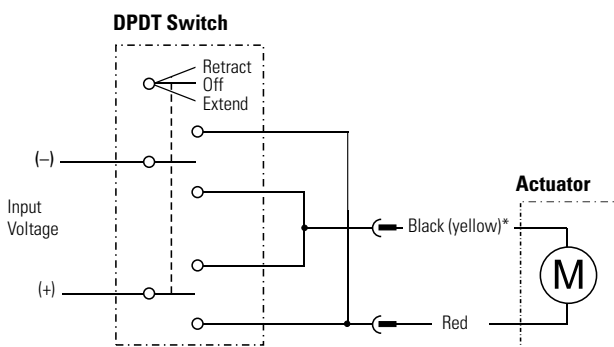 DPDT Switch
Retract
Off
Extend
(–)
Input
Voltage
(+)
Black (yellow)*
Red
Actuator
M